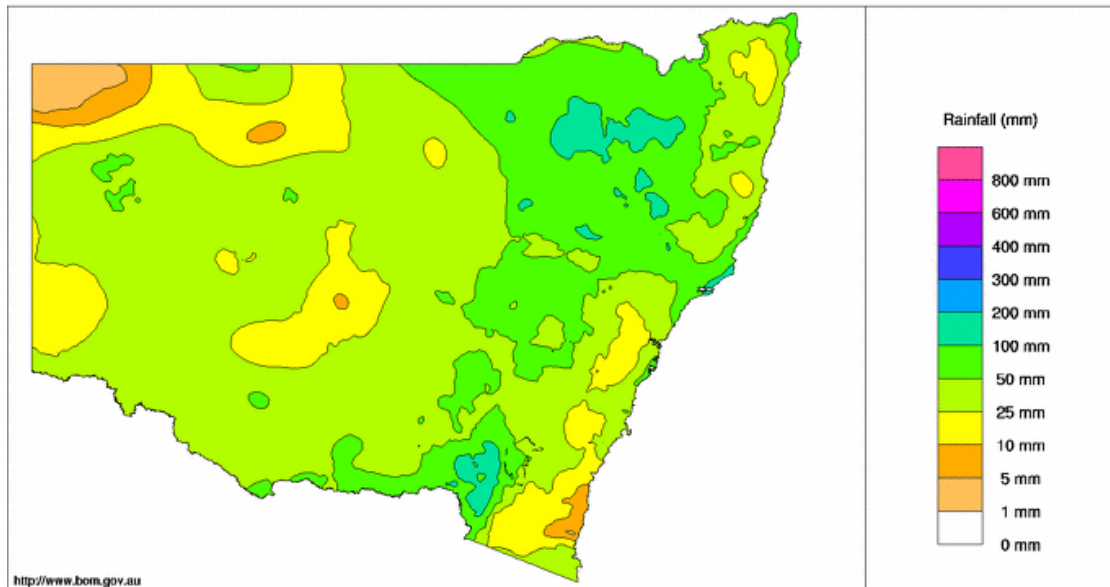 Rainfall (mm)
800 mm
600 mm
400 mm
300 mm
200 mm
100 mm
50 mm
25 mm
10 mm
5 mm
1 mm
0 mm
http://www.bom.gov.au